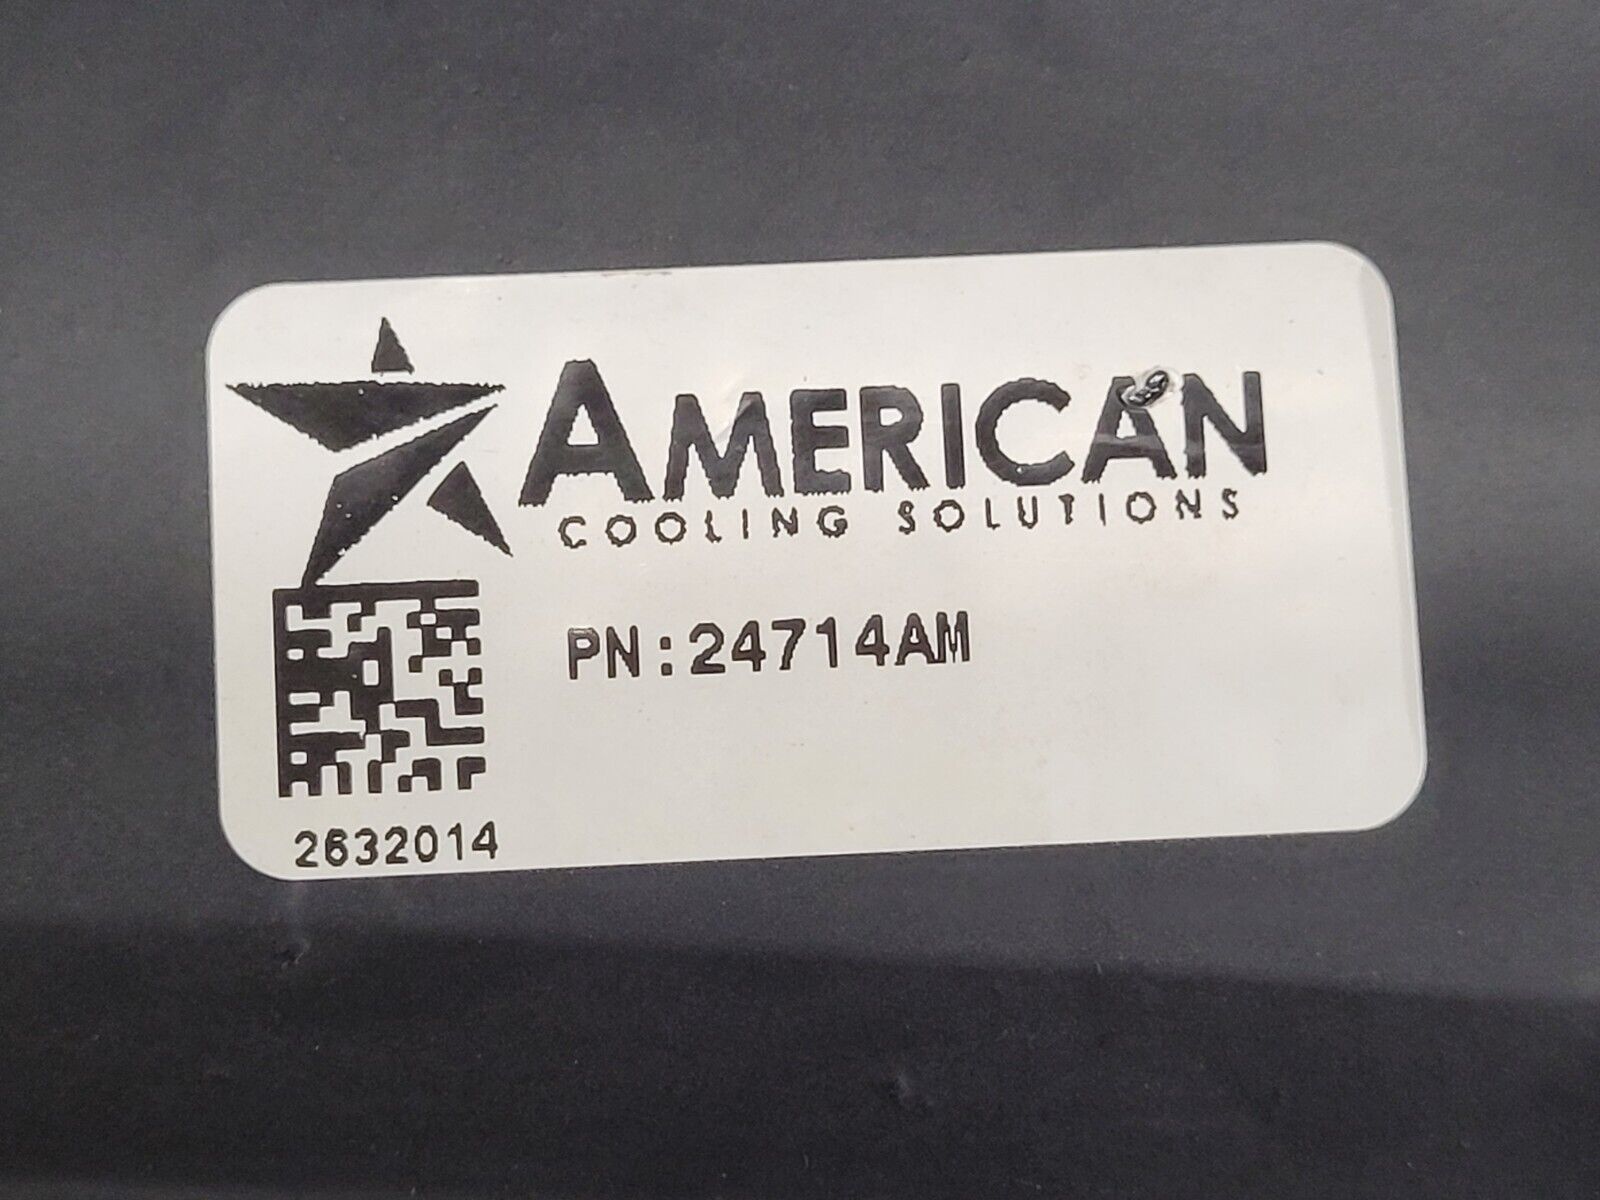 AMERICAN
COOLING SOLUTIONS
PN:24714AM
2632014